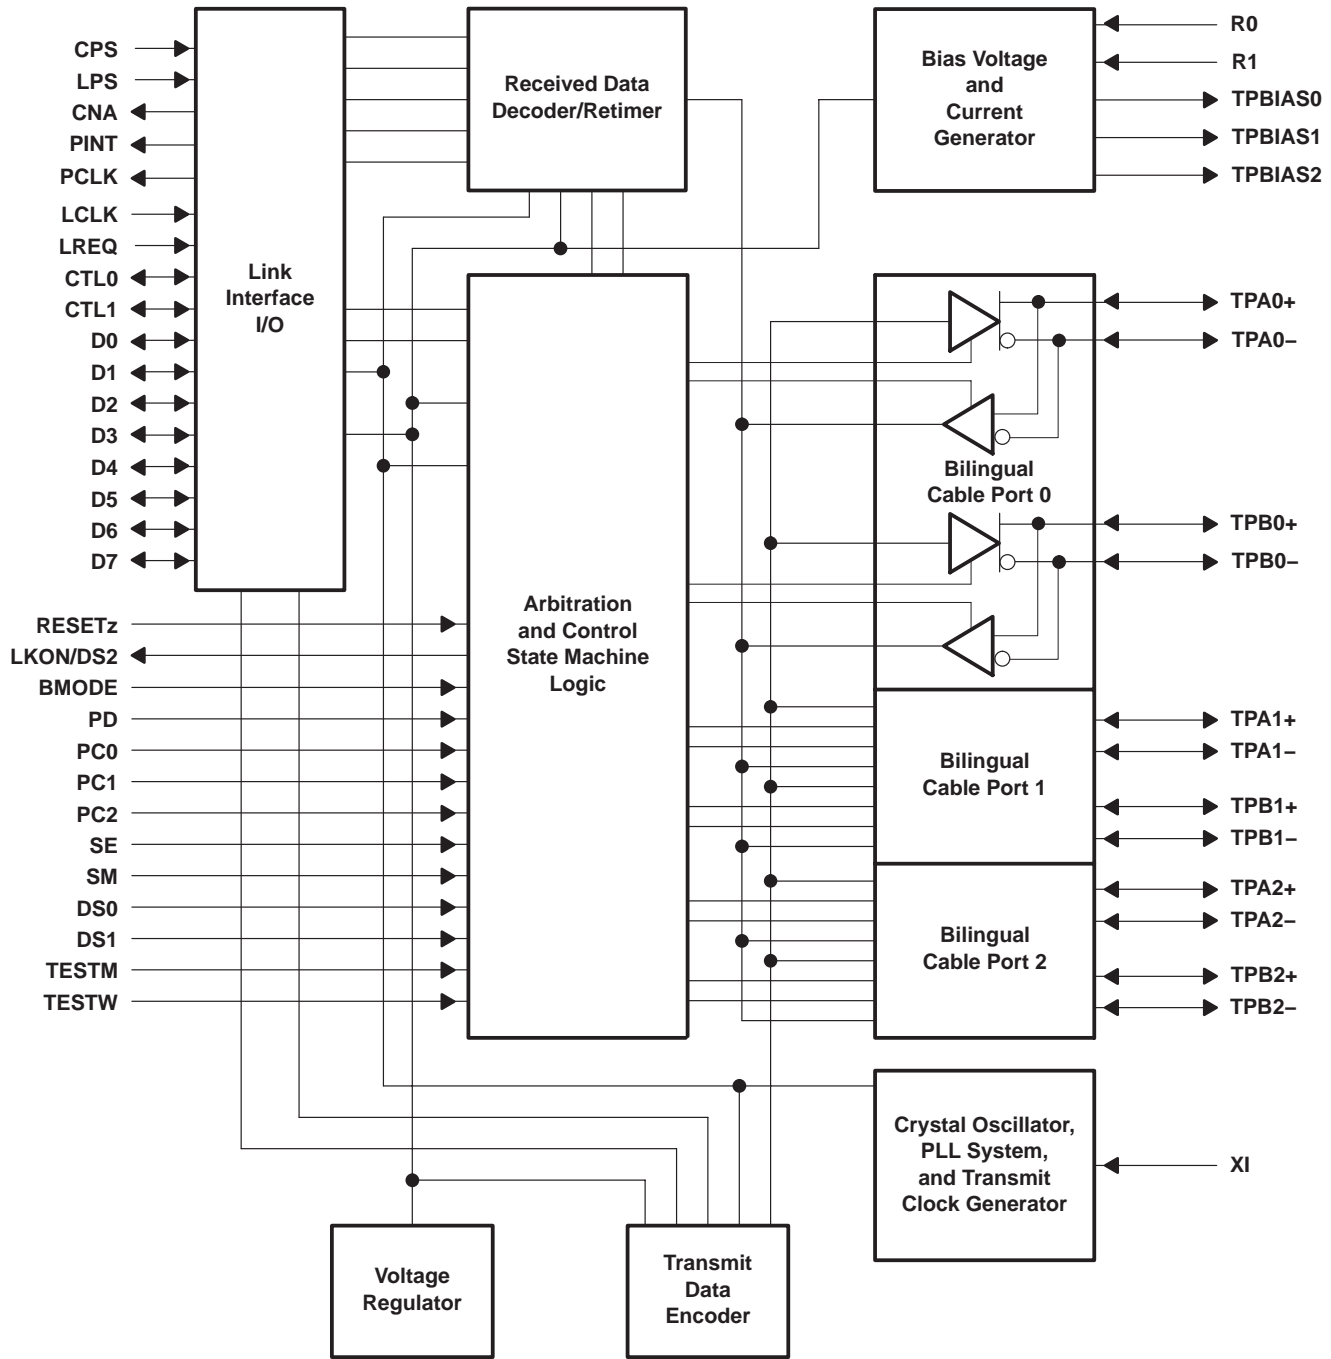 CPS
LPS
CNA
PINT
PCLK
LCLK
LREQ
CTL0
CTL1
D0
D1
D2
D3
D4
D5
D6
D7
RESETz
LKON/DS2
BMODE
PD
PC0
PC1
PC2
SE
SM
DS0
DS1
TESTM
TESTW
Link
Interface
I/O
Received Data
Decoder/Retimer
Arbitration
and Control
State Machine
Logic
Bias Voltage
and
Current
Generator
Bilingual
Cable Port 0
Bilingual
Cable Port 1
Bilingual
Cable Port 2
Crystal Oscillator,
PLL System,
and Transmit
Clock Generator
Voltage
Regulator
Transmit
Data
Encoder
R0
R1
TPBIAS0
TPBIAS1
TPBIAS2
TPA0+
TPA0−
TPB0+
TPB0−
TPA1+
TPA1−
TPB1+
TPB1−
TPA2+
TPA2−
TPB2+
TPB2−
XI